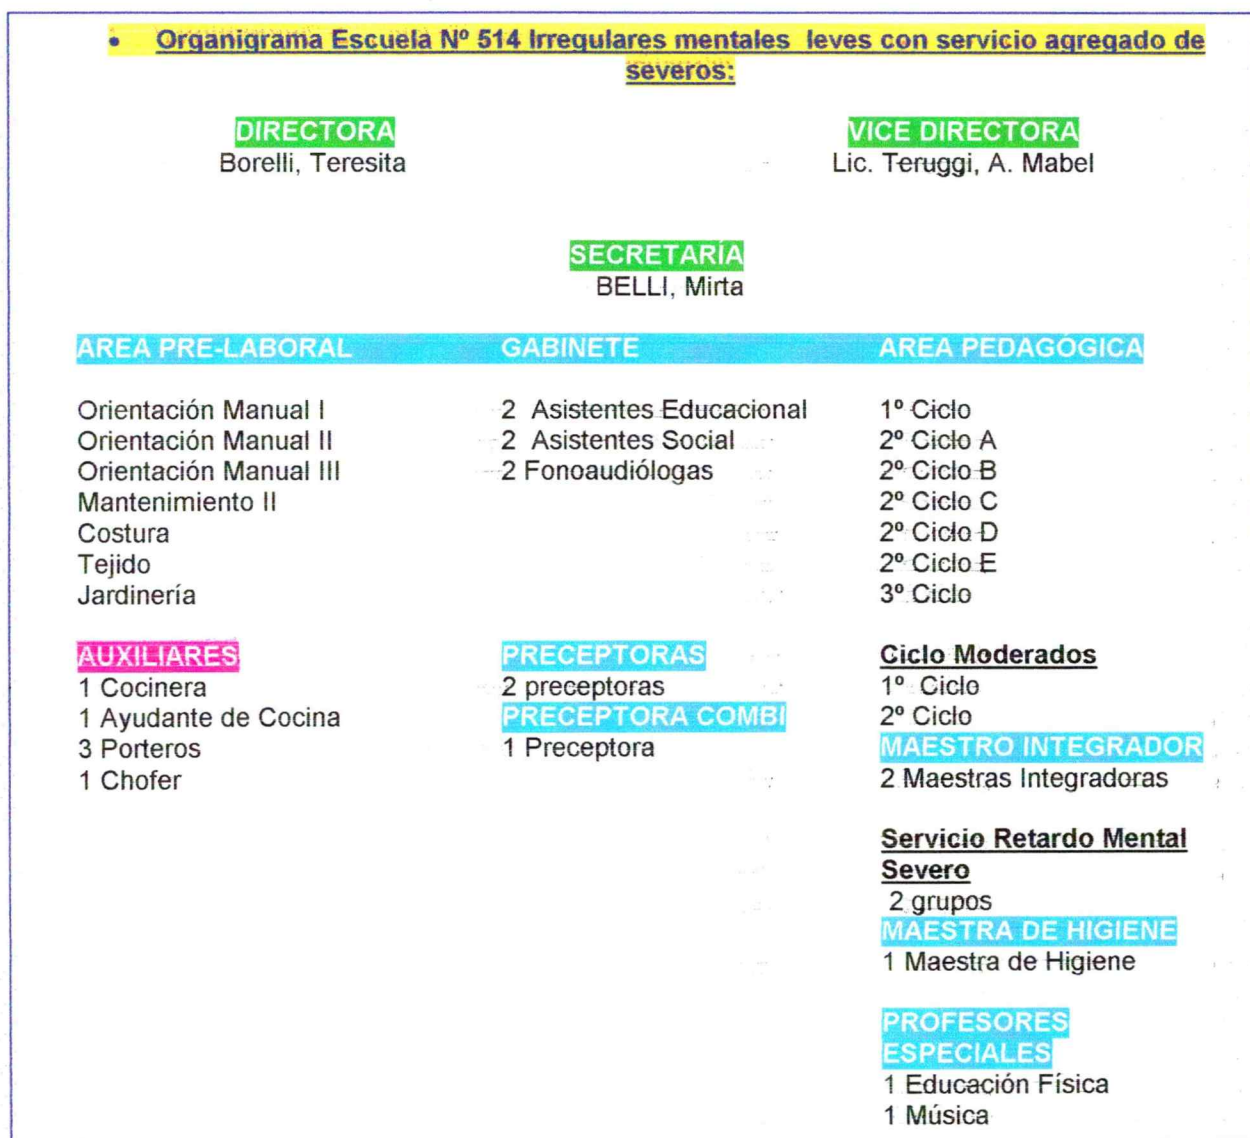 • Organigrama Escuela Nº 514 Irregulares mentales leves con servicio agregado de
severos:
DIRECTORA
Borelli, Teresita
VICE DIRECTORA
Lic. Teruggi, A. Mabel
SECRETARÍA
BELLI, Mirta
AREA PRE-LABORAL
Orientación Manual I
Orientación Manual II
Orientación Manual III
Mantenimiento II
Costura
Tejido
Jardinería
GABINETE
2 Asistentes Educacional
2 Asistentes Social
2 Fonoaudiólogas
AREA PEDAGÓGICA
1º Ciclo
2º Ciclo A
2º Ciclo B
2º Ciclo C
2º Ciclo D
2º Ciclo E
3º Ciclo
AUXILIARES
1 Cocinera
1 Ayudante de Cocina
3 Porteros
1 Chofer
PRECEPTORAS
2 preceptoras
PRECEPTORA COMBI
1 Preceptora
Ciclo Moderados
1º Ciclo
2º Ciclo
MAESTRO INTEGRADOR
2 Maestras Integradoras
Servicio Retardo Mental
Severo
2 grupos
MAESTRA DE HIGIENE
1 Maestra de Higiene
PROFESORES
ESPECIALES
1 Educación Física
1 Música